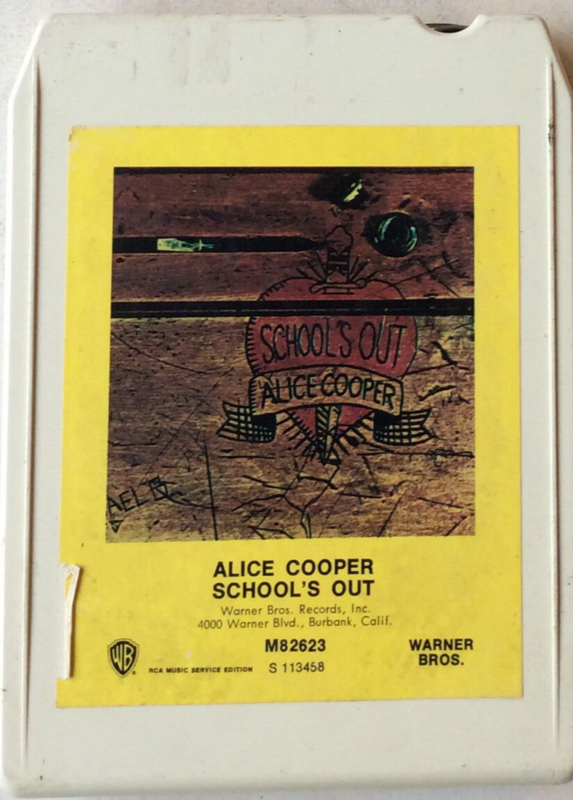 SCHOOL'S OUT
ALICE COOPER
AEL
ALICE COOPER
SCHOOL'S OUT
Warner Bros. Records, Inc.
4000 Warner Blvd., Burbank, Calif.
M82623
WB
RCA MUSIC SERVICE EDITION S 113458
WARNER
BROS.